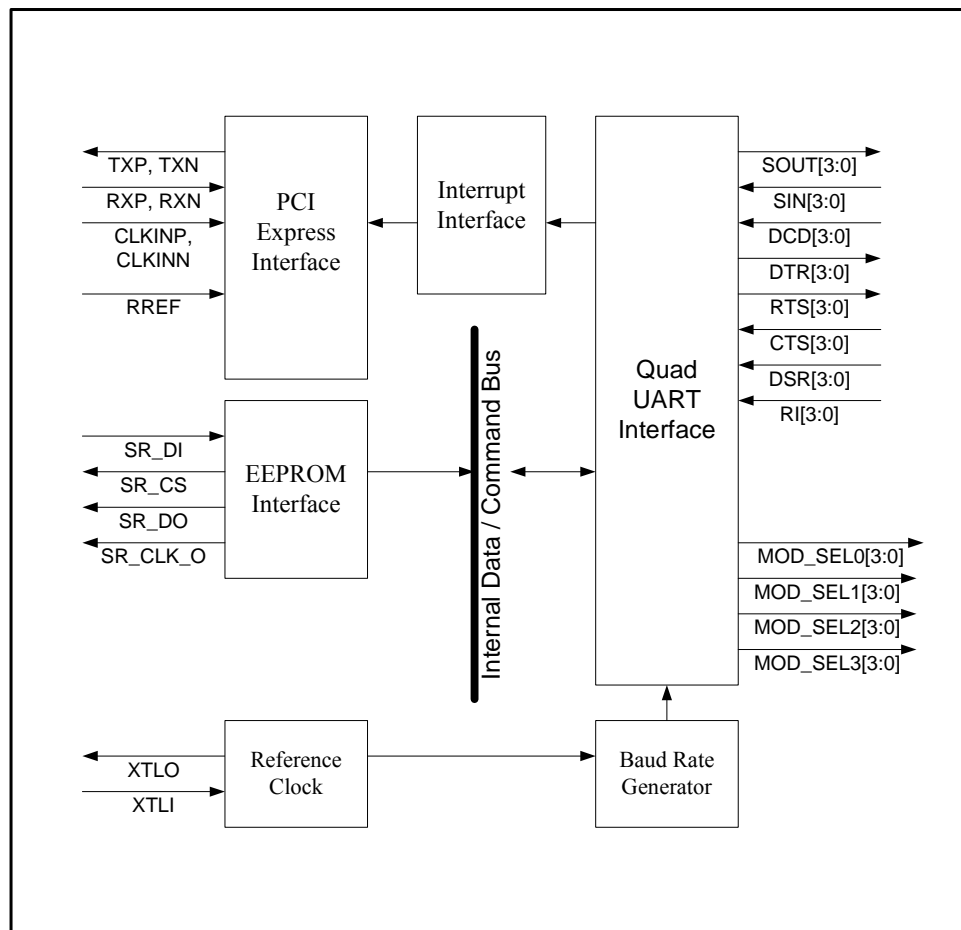 TXP, TXN
RXP, RXN
CLKINP,
CLKINN
RREF
PCI
Express
Interface
Interrupt
Interface
Quad
UART
Interface
SOUT[3:0]
SIN[3:0]
DCD[3:0]
DTR[3:0]
RTS[3:0]
CTS[3:0]
DSR[3:0]
RI[3:0]
SR_DI
SR_CS
SR_DO
SR_CLK_O
EEPROM
Interface
Internal Data / Command Bus
MOD_SEL0[3:0]
MOD_SEL1[3:0]
MOD_SEL2[3:0]
MOD_SEL3[3:0]
XTLO
XTLI
Reference
Clock
Baud Rate
Generator